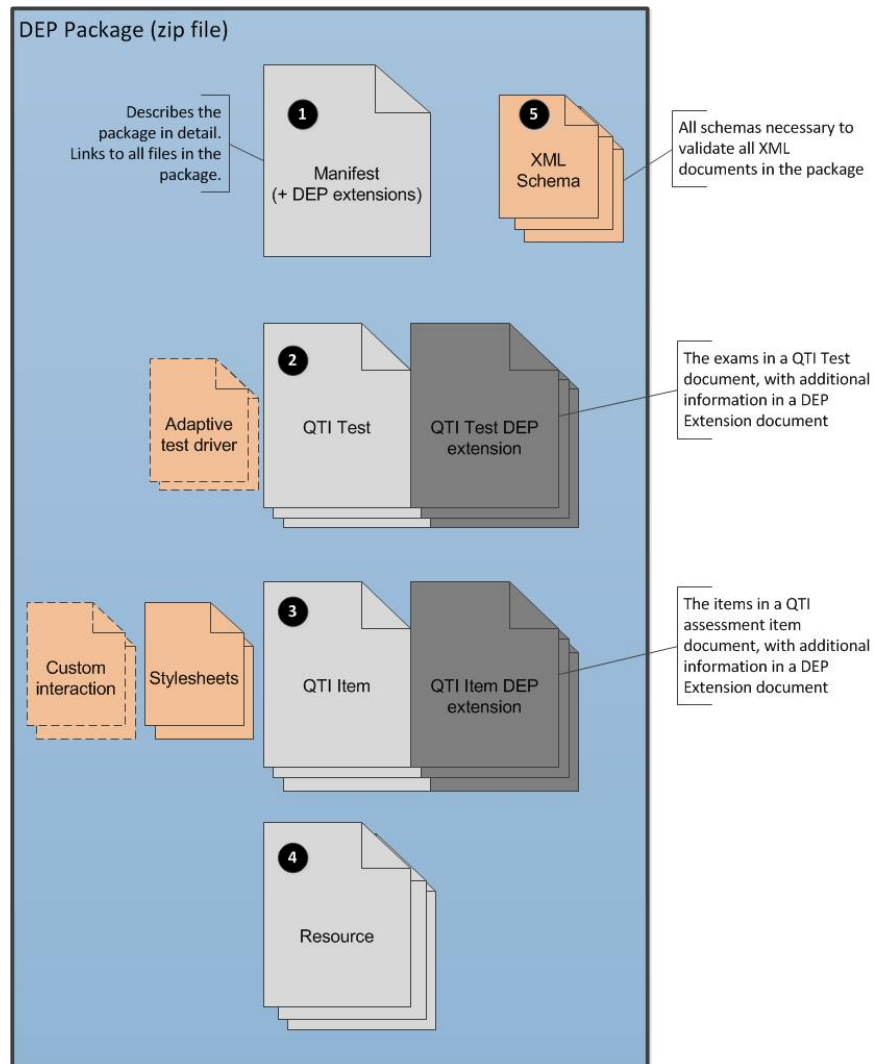 DEP Package (zip file)
Describes the
package in detail.
Links to all files in the
package.
1
Manifest
(+ DEP extensions)
5
XML
Schema
All schemas necessary to
validate all XML
documents in the package
Adaptive
test driver
2
QTI Test
QTI Test DEP
extension
The exams in a QTI Test
document, with additional
information in a DEP
Extension document
Custom
interaction
Stylesheets
3
QTI Item
QTI Item DEP
extension
The items in a QTI
assessment item
document, with additional
information in a DEP
Extension document
4
Resource